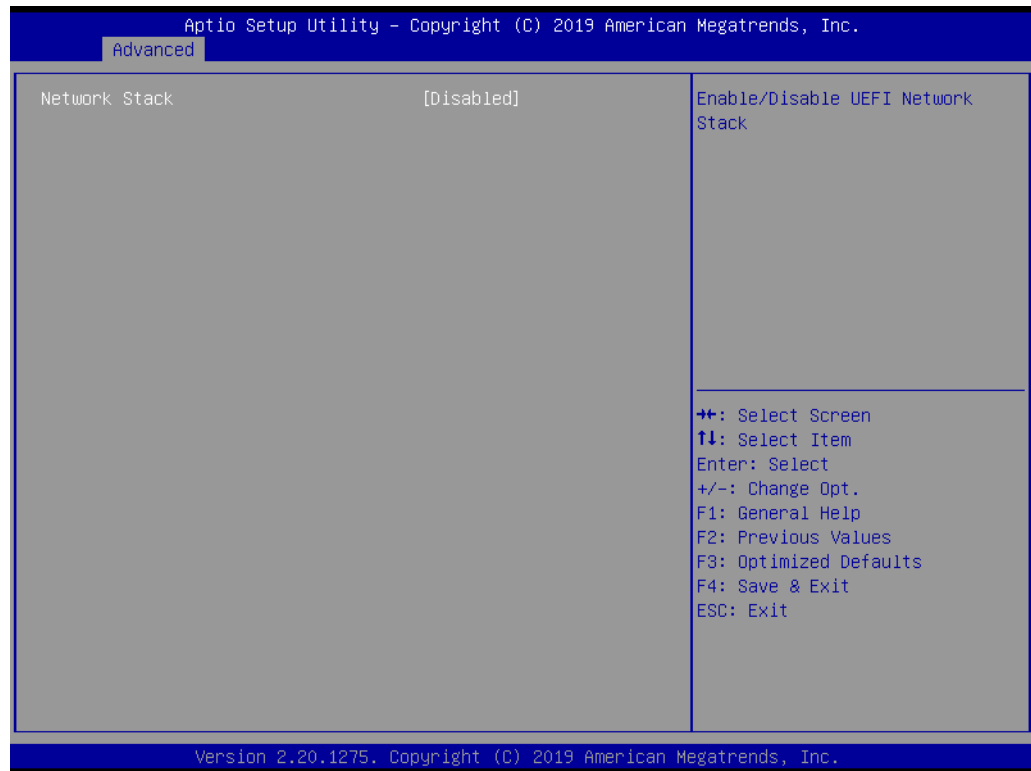 Aptio Setup Utility – Copyright (C) 2019 American Megatrends, Inc.
Advanced
Network Stack [Disabled]
Enable/Disable UEFI Network
Stack
→←: Select Screen
↑↓: Select Item
Enter: Select
+/-: Change Opt.
F1: General Help
F2: Previous Values
F3: Optimized Defaults
F4: Save & Exit
ESC: Exit
Version 2.20.1275. Copyright (C) 2019 American Megatrends, Inc.